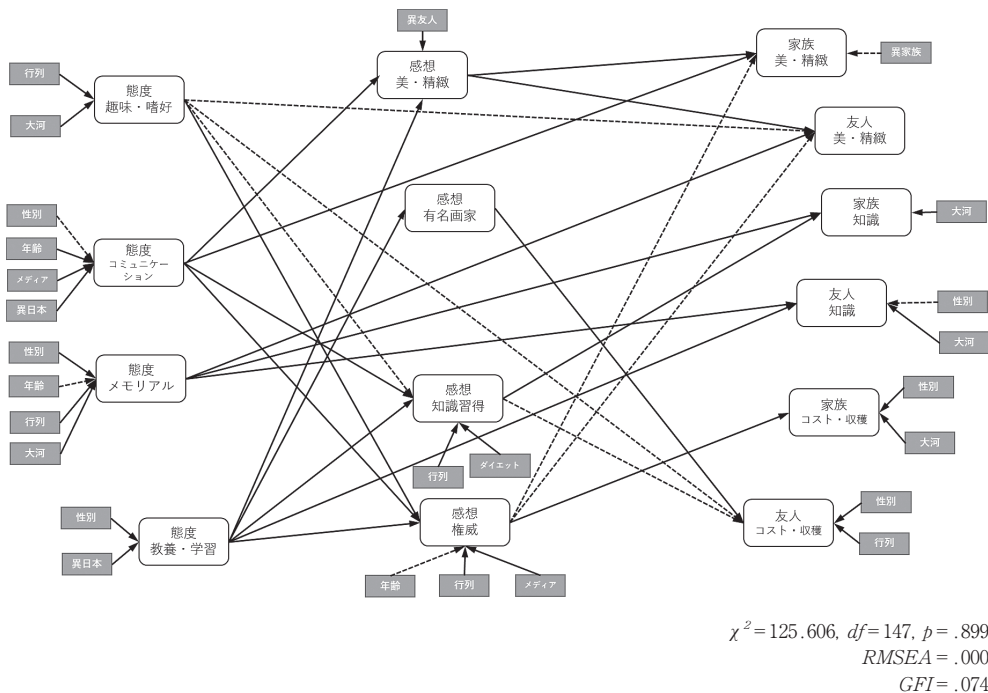 異友人
感想
美・精緻
家族
美・精緻
異家族
行列
大河
態度
趣味・嗜好
友人
美・精緻
感想
有名画家
家族
知識
大河
性別
年齢
メディア
異日本
態度
コミュニケー
ション
友人
知識
性別
大河
性別
年齢
行列
大河
態度
メモリアル
感想
知識習得
行列
ダイエット
家族
コスト・収穫
性別
大河
性別
異日本
態度
教養・学習
感想
権威
年齢
行列
メディア
友人
コスト・収穫
性別
行列
χ²=125.606, df=147, p= .899
RMSEA= .000
GFI= .074